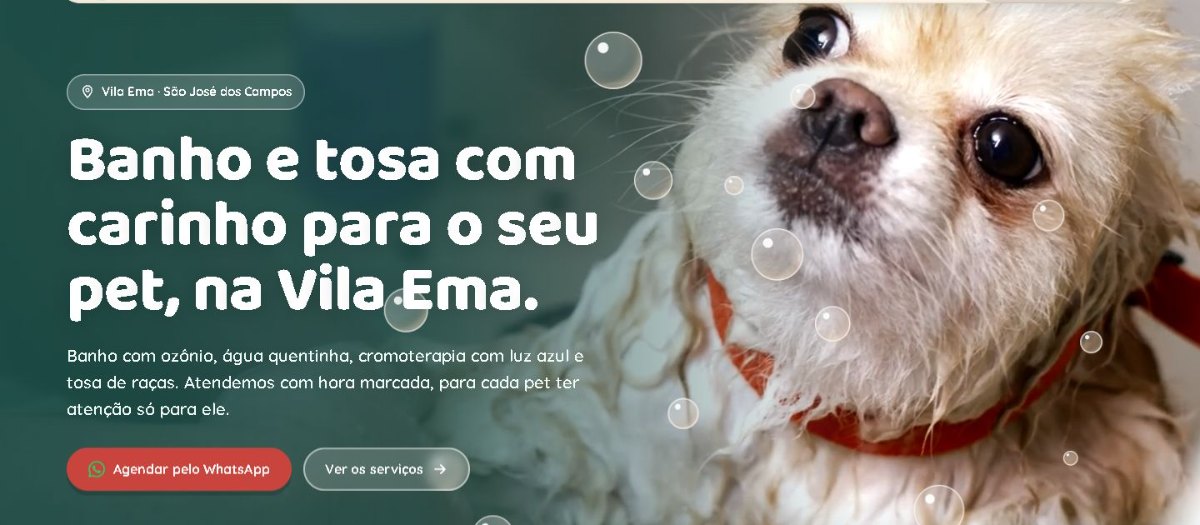 Vila Ema · São José dos Campos
Banho e tosa com
carinho para o seu
pet, na Vila Ema.
Banho com ozônio, água quentinha, cromoterapia com luz azul e
tosa de raças. Atendemos com hora marcada, para cada pet ter
atenção só para ele.
Agendar pelo WhatsApp
Ver os serviços →